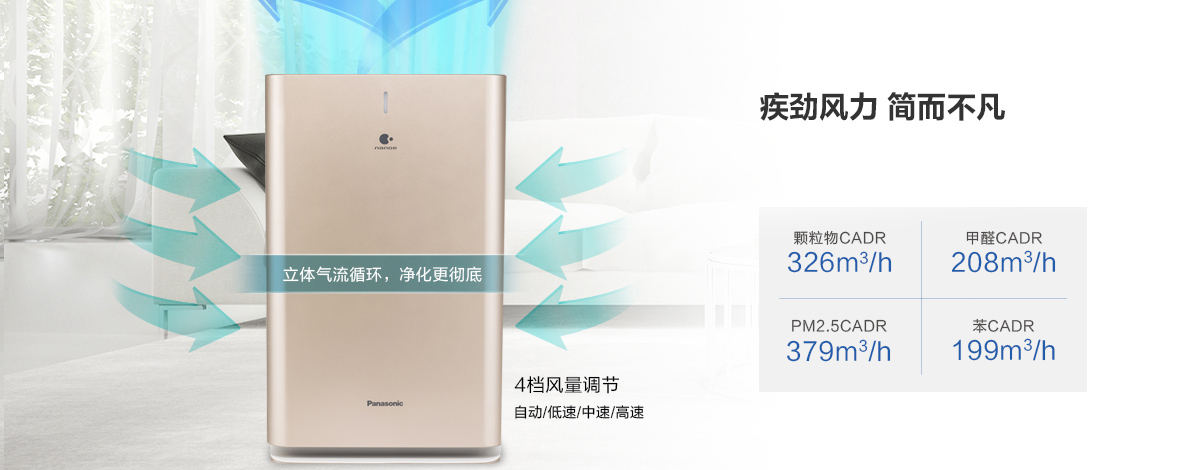 nanoe
立体气流循环，净化更彻底
Panasonic
4档风量调节
自动/低速/中速/高速
疾劲风力 简而不凡
颗粒物CADR
326m³/h
甲醛CADR
208m³/h
PM2.5CADR
379m³/h
苯CADR
199m³/h